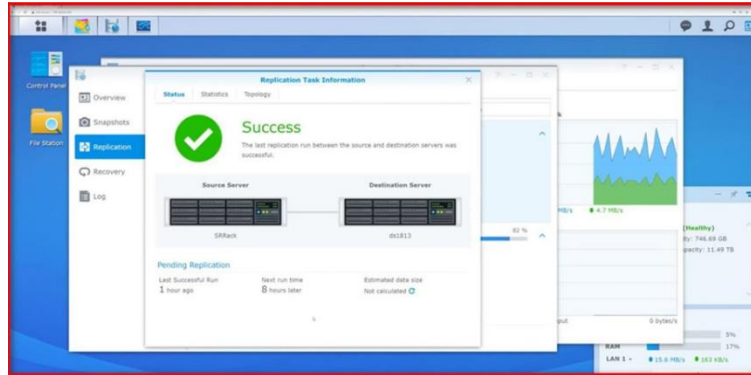 Control Panel
File Station
Overview
Snapshots
Replication
Recovery
Log
Replication Task Information
Status Statistics Topology
Success
The last replication run between the source and destination servers was
successful.
Source Server Destination Server
SRRack ds1813
Pending Replication
Last Successful Run Next run time Estimated data size
1 hour ago 8 hours later Not calculated
62 %
MB/s 4.7 MB/s
(Healthy)
746.69 GB
11.49 TB
0 bytes/s
5%
RAM 17%
LAN 1 15.6 MB/s 163 KB/s